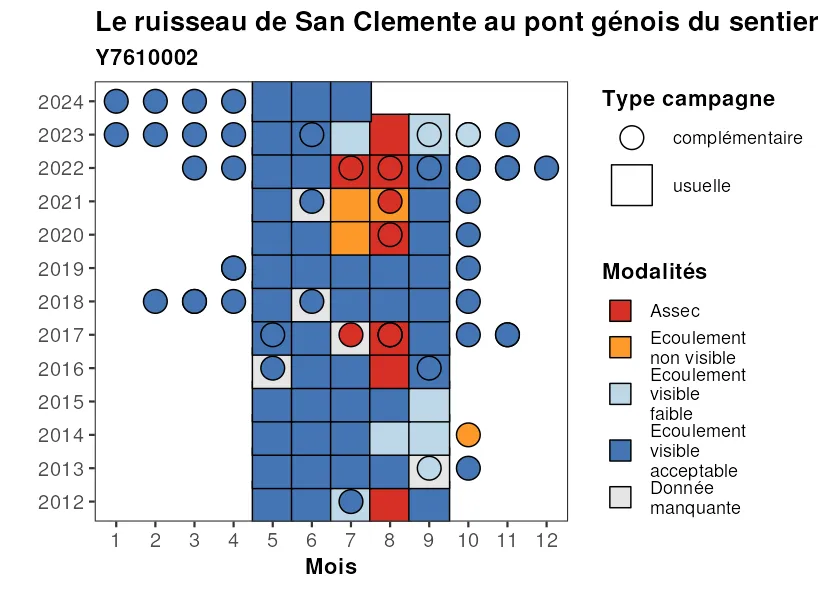 Le ruisseau de San Clemente au pont génois du sentier
Y7610002
2024
2023
2022
2021
2020
2019
2018
2017
2016
2015
2014
2013
2012
1 2 3 4 5 6 7 8 9 10 11 12
Mois
Type campagne
complémentaire
usuelle
Modalités
Assec
Ecoulement
non visible
Ecoulement
visible
faible
Ecoulement
visible
acceptable
Donnée
manquante